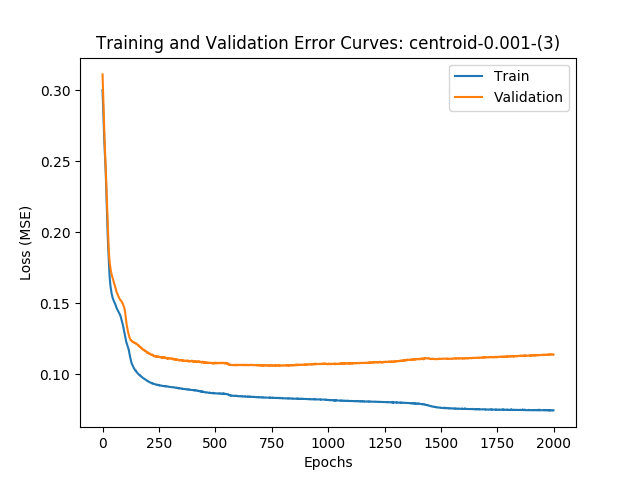 Training and Validation Error Curves: centroid-0.001-(3)
Train
Validation
0.30
0.25
0.20
0.15
0.10
Loss (MSE)
0 250 500 750 1000 1250 1500 1750 2000
Epochs